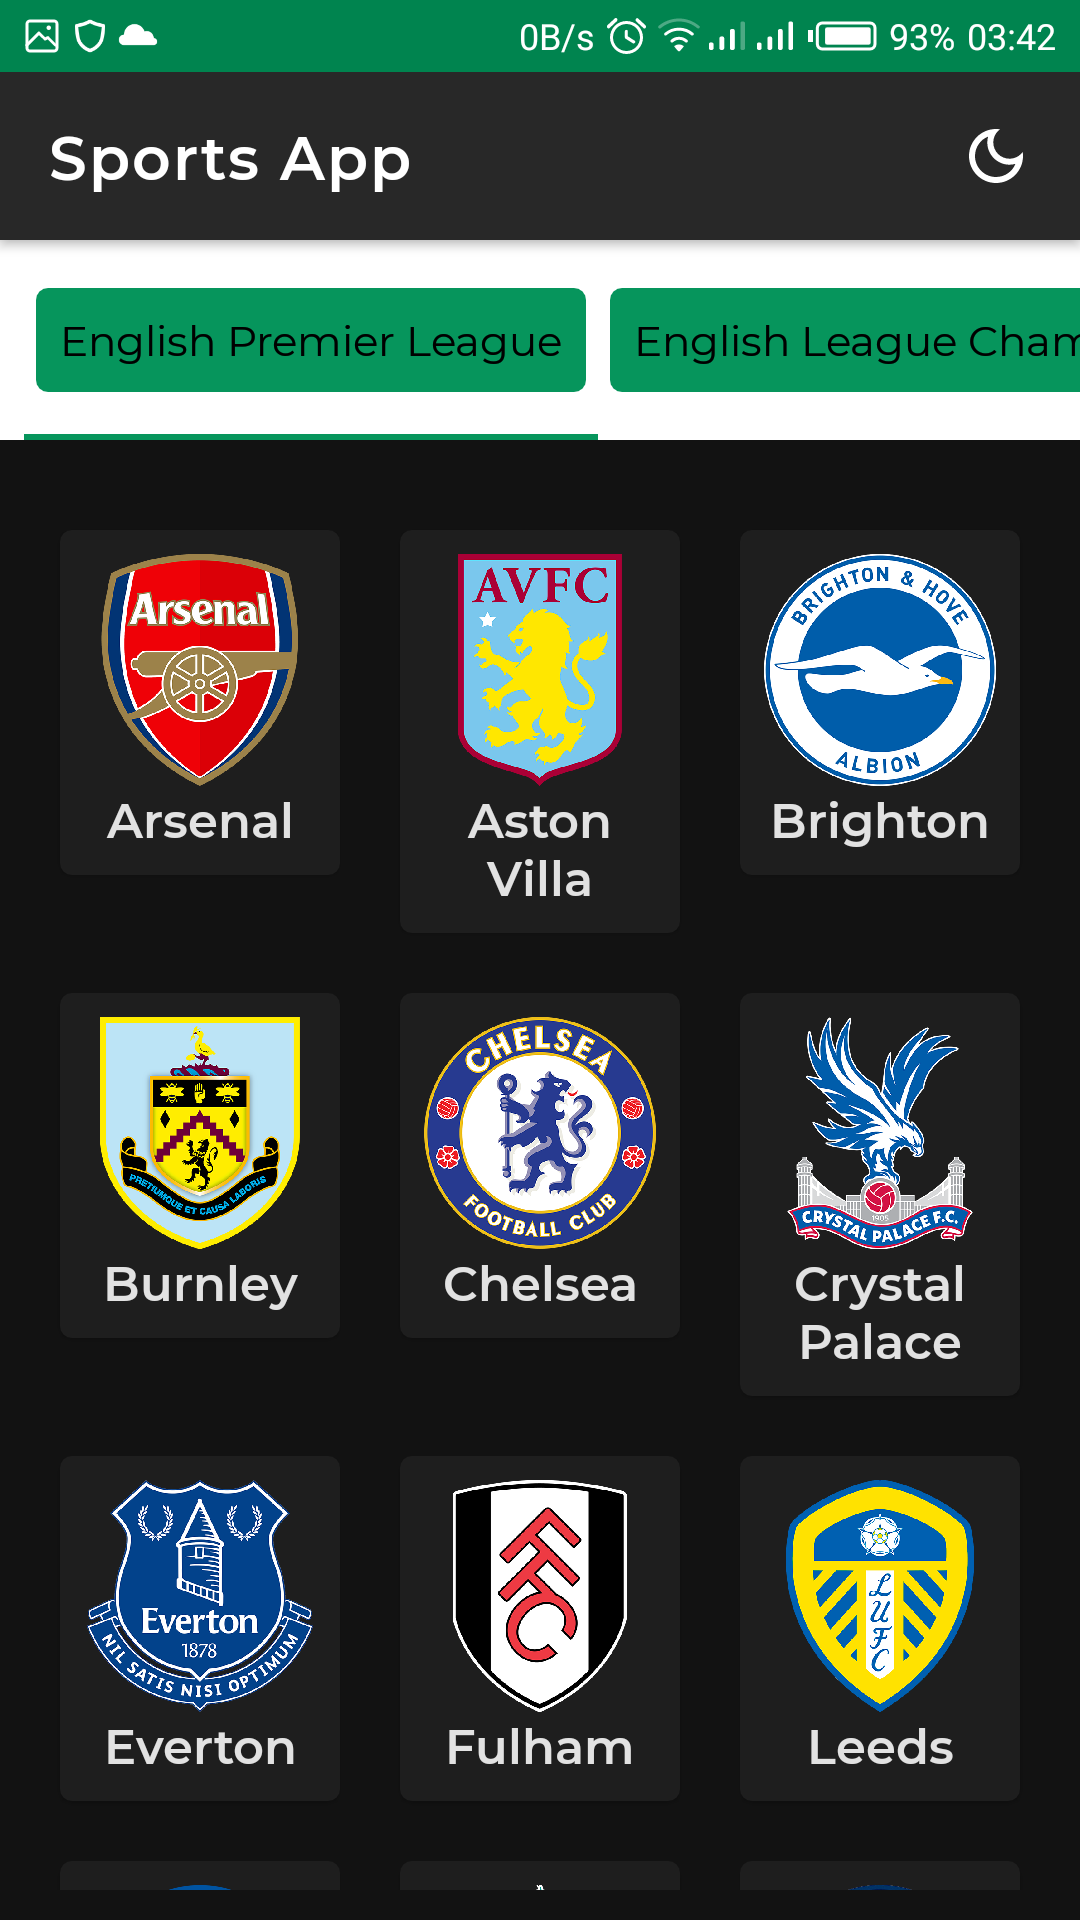 0B/s 93% 03:42
Sports App
English Premier League English League Cham
Arsenal
AVFC
BRIGHTON & HOVE
ALBION
Arsenal
Aston
Villa
Brighton
PRETIUMQUE ET CAUSA LABORIS
CHELSEA
FOOTBALL CLUB
1905
CRYSTAL PALACE F.C.
Burnley
Chelsea
Crystal
Palace
Everton
1878
NIL SATIS NISI OPTIMUM
FFC
LUFC
Everton
Fulham
Leeds